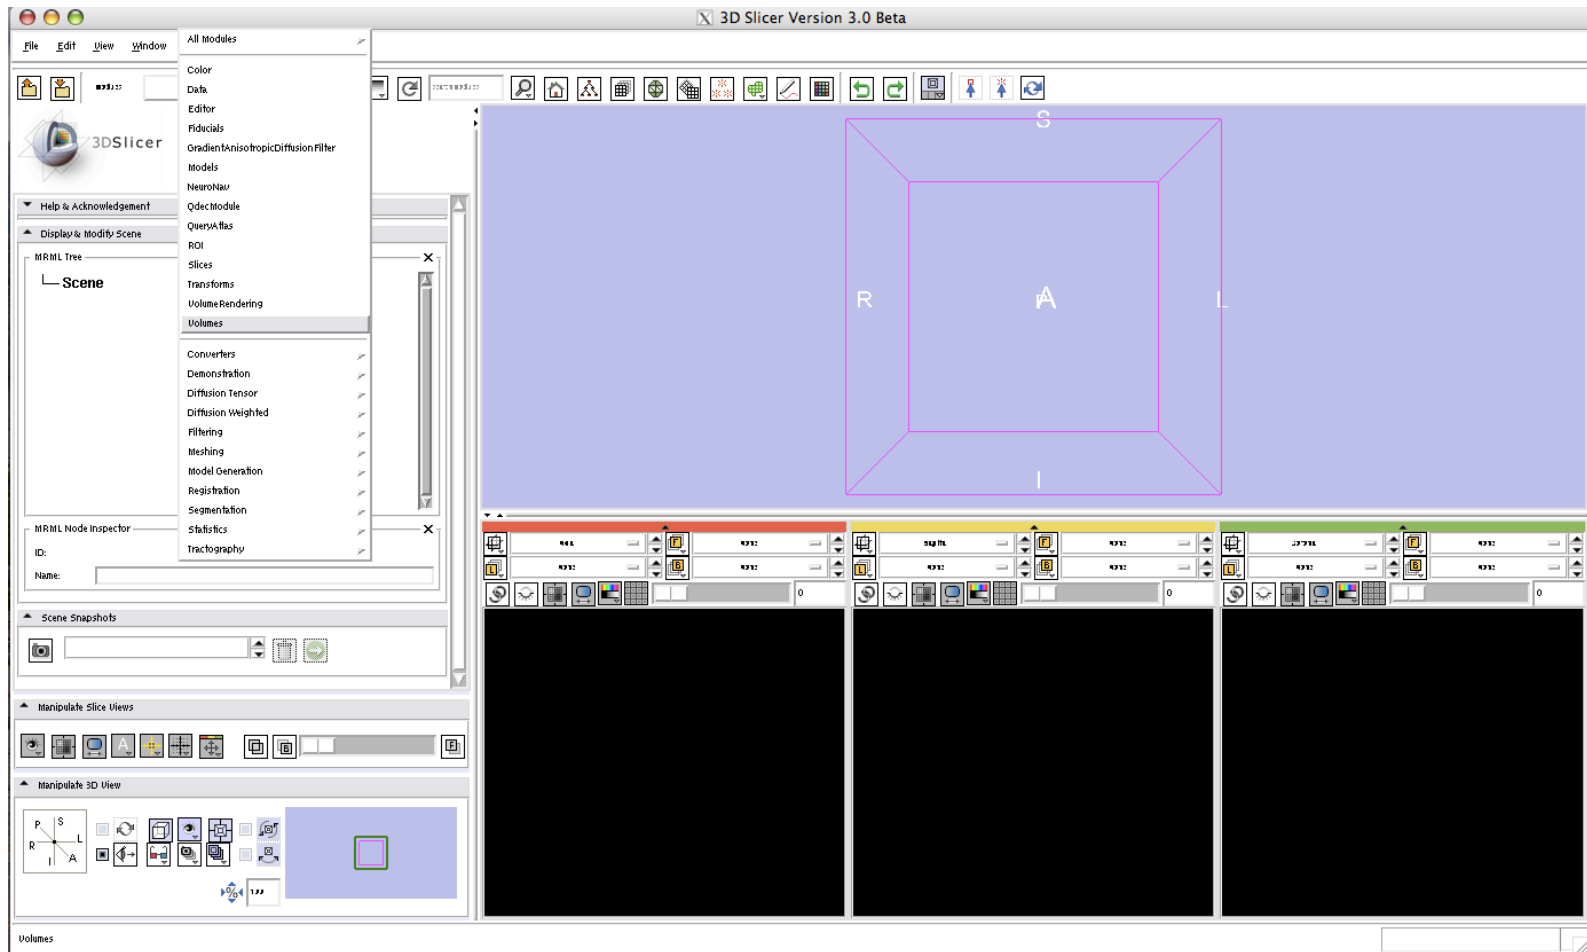 3D Slicer Version 3.0 Beta
File Edit View Window
All Modules
Color
Data
Editor
Fiducials
GradientAnisotropicDiffusionFilter
Models
NeuroNav
QdecModule
QueryAtlas
ROI
Slices
Transforms
VolumeRendering
Volumes
Converters
Demonstration
Diffusion Tensor
Diffusion Weighted
Filtering
Meshing
Model Generation
Registration
Segmentation
Statistics
Tractography
3DSlicer
Help & Acknowledgement
Display & Modify Scene
MRML Tree
Scene
MRML Node Inspector
ID:
Name:
Scene Snapshots
Manipulate Slice Views
Manipulate 3D View
P S
R L
I A
S
R A L
I
F F F
L B L B L B
0 0 0
A B F
%
Volumes